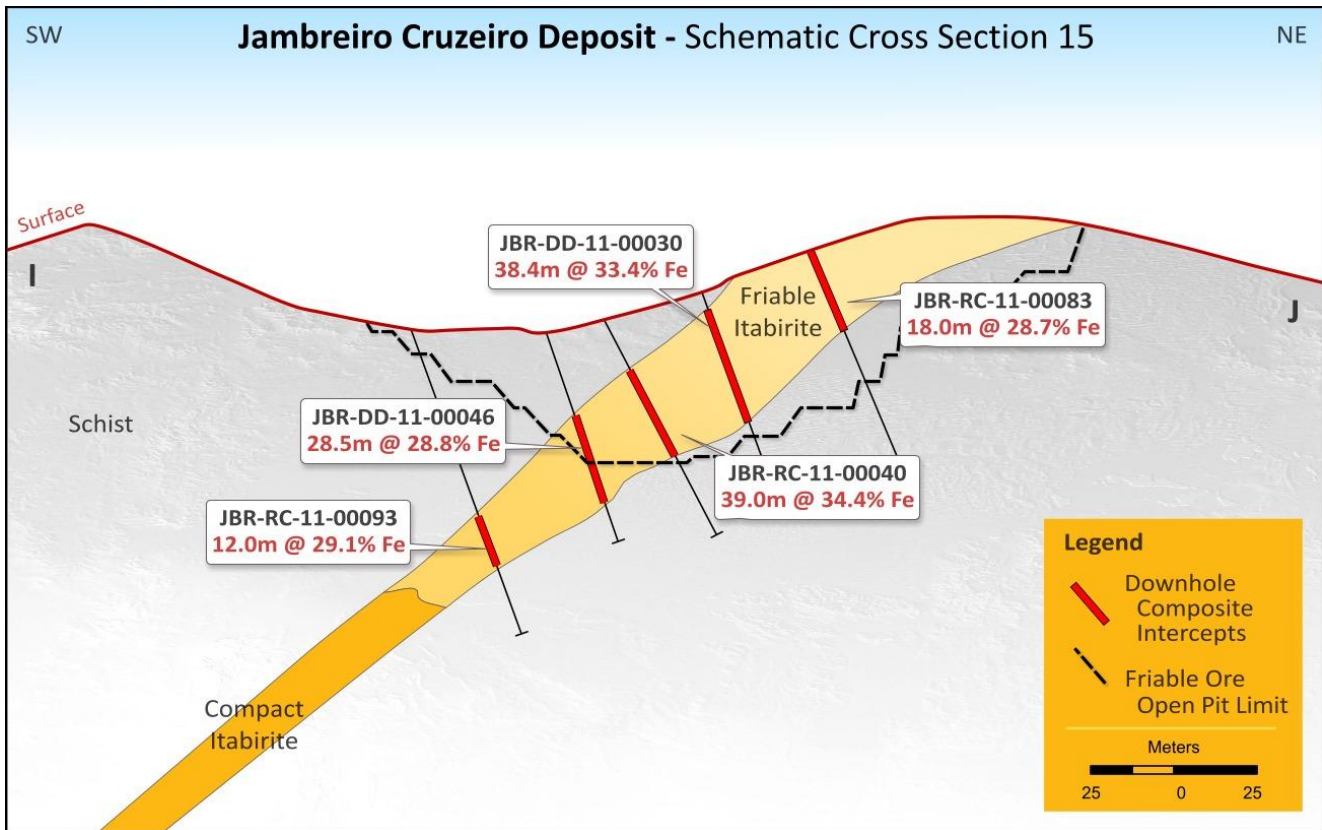 SW
Jambreiro Cruzeiro Deposit - Schematic Cross Section 15
NE
Surface
I
JBR-DD-11-00030
38.4m @ 33.4% Fe
Friable
Itabirite
JBR-RC-11-00083
18.0m @ 28.7% Fe
J
Schist
JBR-DD-11-00046
28.5m @ 28.8% Fe
JBR-RC-11-00040
39.0m @ 34.4% Fe
JBR-RC-11-00093
12.0m @ 29.1% Fe
Compact
Itabirite
Legend
Downhole
Composite
Intercepts
Friable Ore
Open Pit Limit
Meters
25 0 25